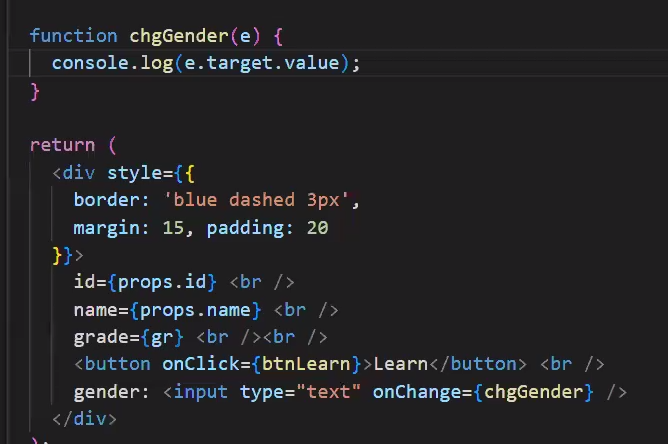 function chgGender(e) {
console.log(e.target.value);
}
return (
<div style={{
border: 'blue dashed 3px',
margin: 15, padding: 20
}}>
id={props.id} <br />
name={props.name} <br />
grade={gr} <br /><br />
<button onClick={btnLearn}>Learn</button> <br />
gender: <input type="text" onChange={chgGender} />
</div>